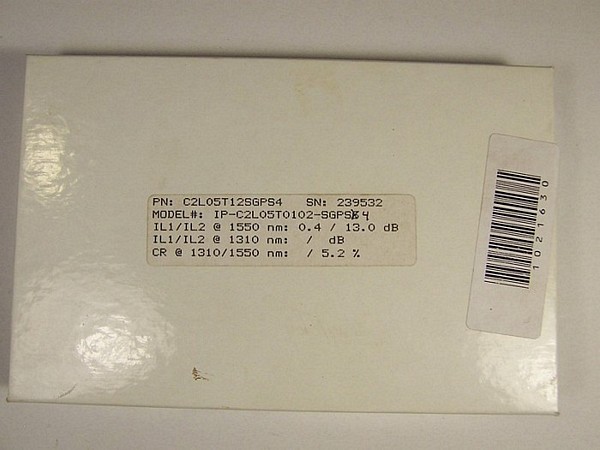 PN: C2L05T12SGPS4 SN: 239532
MODEL#: IP-C2L05T0102-SGPS4
IL1/IL2 @ 1550 nm: 0.4 / 13.0 dB
IL1/IL2 @ 1310 nm: / dB
CR @ 1310/1550 nm: / 5.2 %
1021630